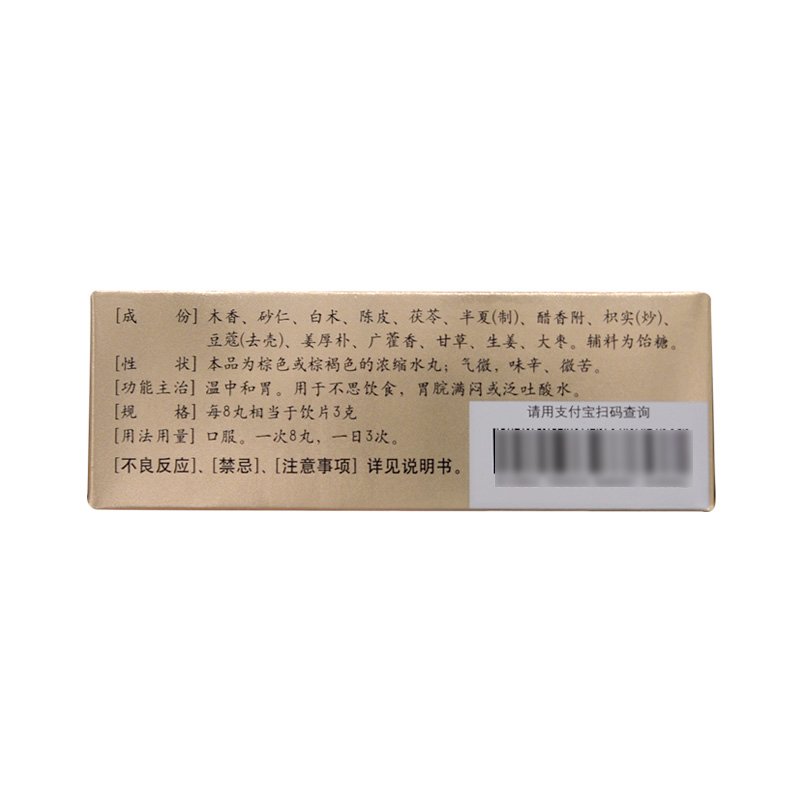 [成　　份] 木香、砂仁、白术、陈皮、茯苓、半夏(制)、醋香附、枳实(炒)、
豆蔻(去壳)、姜厚朴、广藿香、甘草、生姜、大枣。辅料为饴糖。
[性　　状] 本品为棕色或棕褐色的浓缩水丸；气微，味辛、微苦。
[功能主治] 温中和胃。用于不思饮食，胃脘满闷或泛吐酸水。
[规　　格] 每8丸相当于饮片3克
[用法用量] 口服。一次8丸，一日3次。
[不良反应]、[禁忌]、[注意事项] 详见说明书。
请用支付宝扫码查询